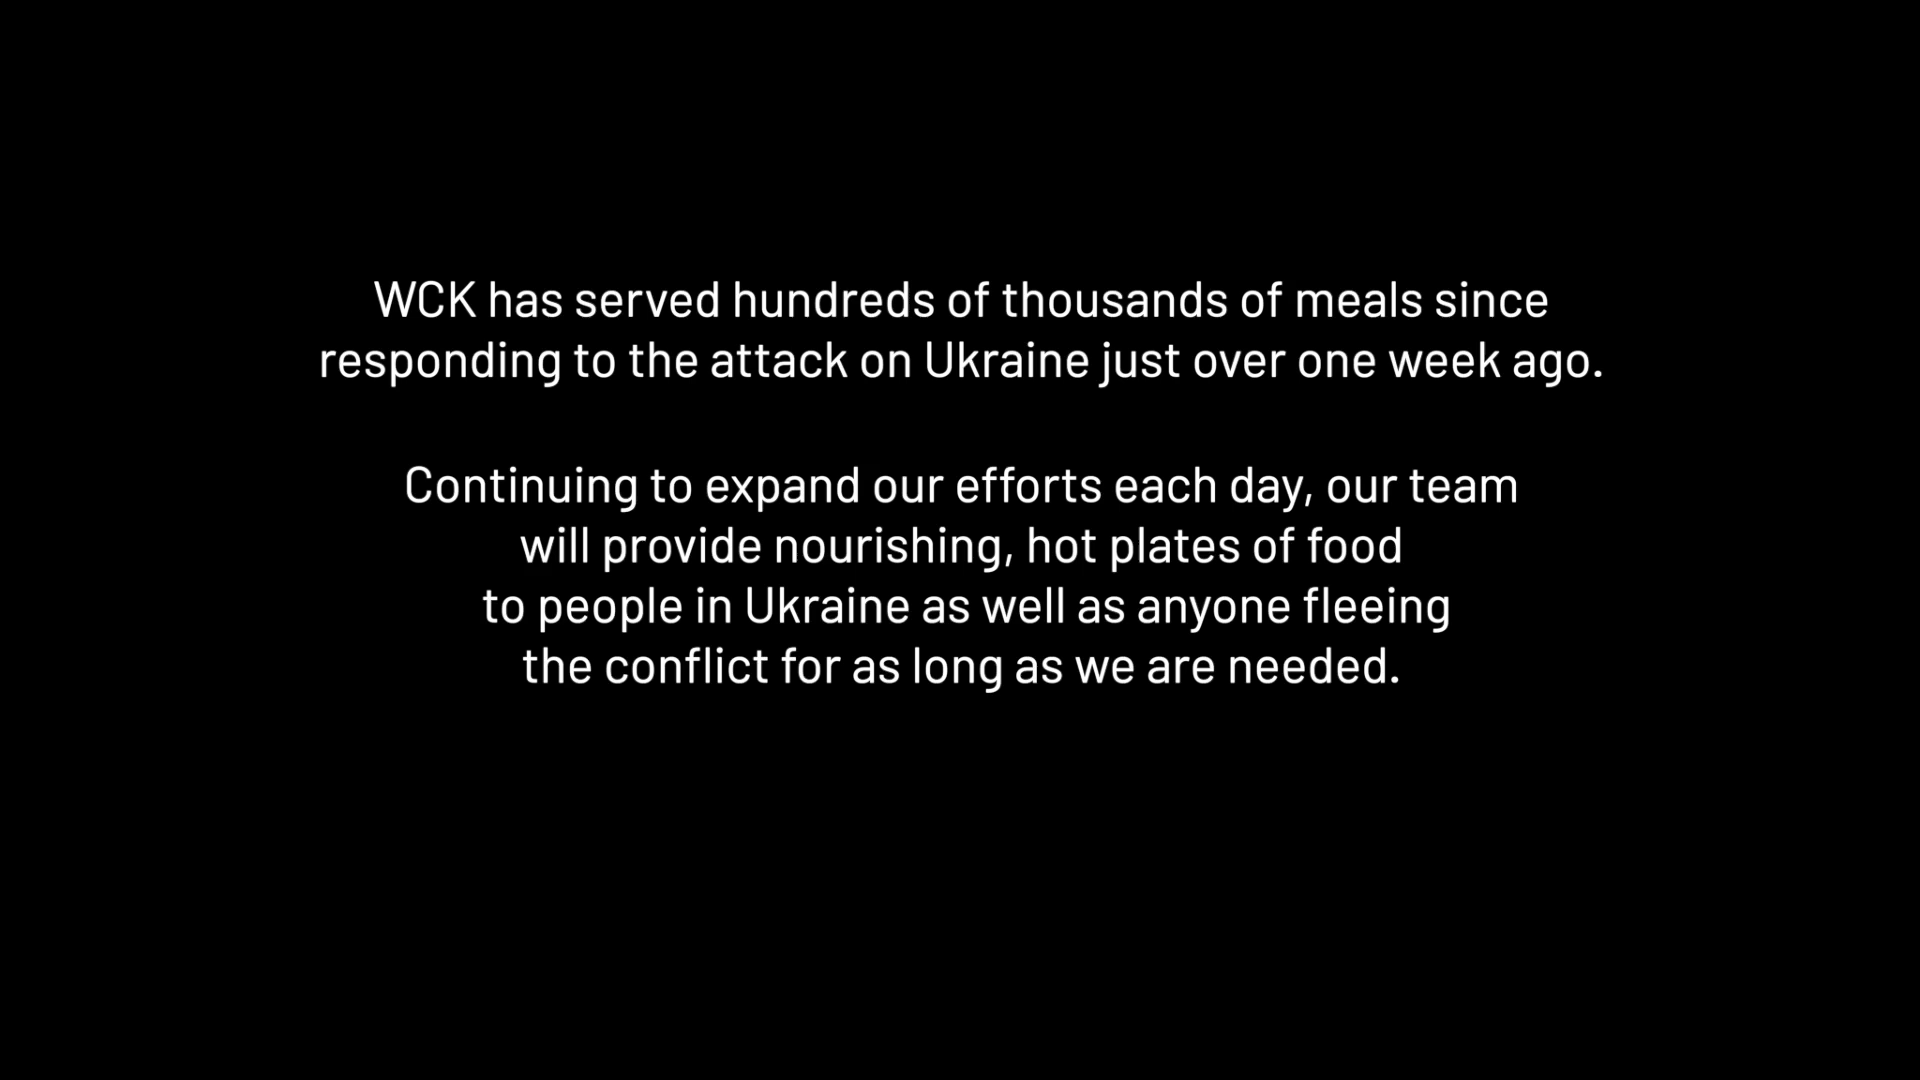 WCK has served hundreds of thousands of meals since
responding to the attack on Ukraine just over one week ago.
Continuing to expand our efforts each day, our team
will provide nourishing, hot plates of food
to people in Ukraine as well as anyone fleeing
the conflict for as long as we are needed.